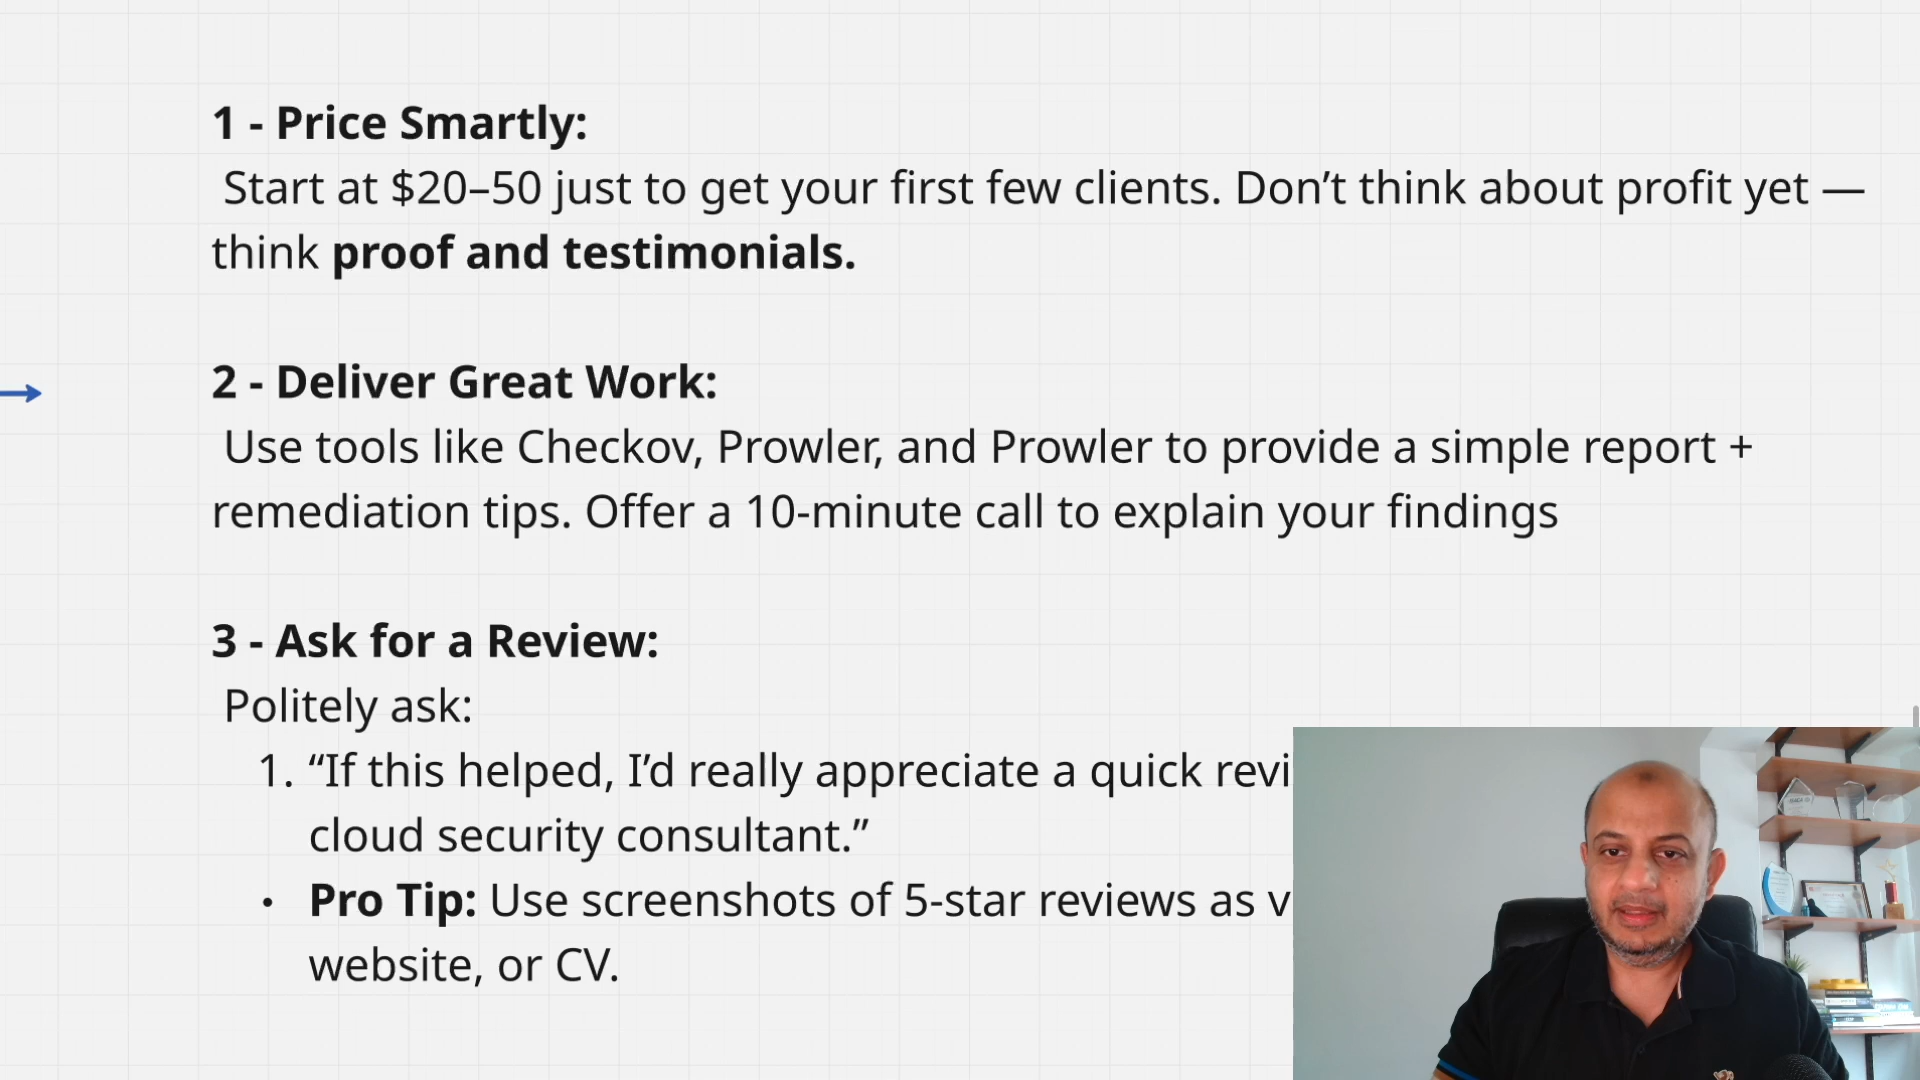 1 - Price Smartly:
Start at $20–50 just to get your first few clients. Don’t think about profit yet —
think proof and testimonials.
2 - Deliver Great Work:
Use tools like Checkov, Prowler, and Prowler to provide a simple report +
remediation tips. Offer a 10-minute call to explain your findings
3 - Ask for a Review:
Politely ask:
1. “If this helped, I’d really appreciate a quick
cloud security consultant.”
• Pro Tip: Use screenshots of 5-star reviews as
website, or CV.